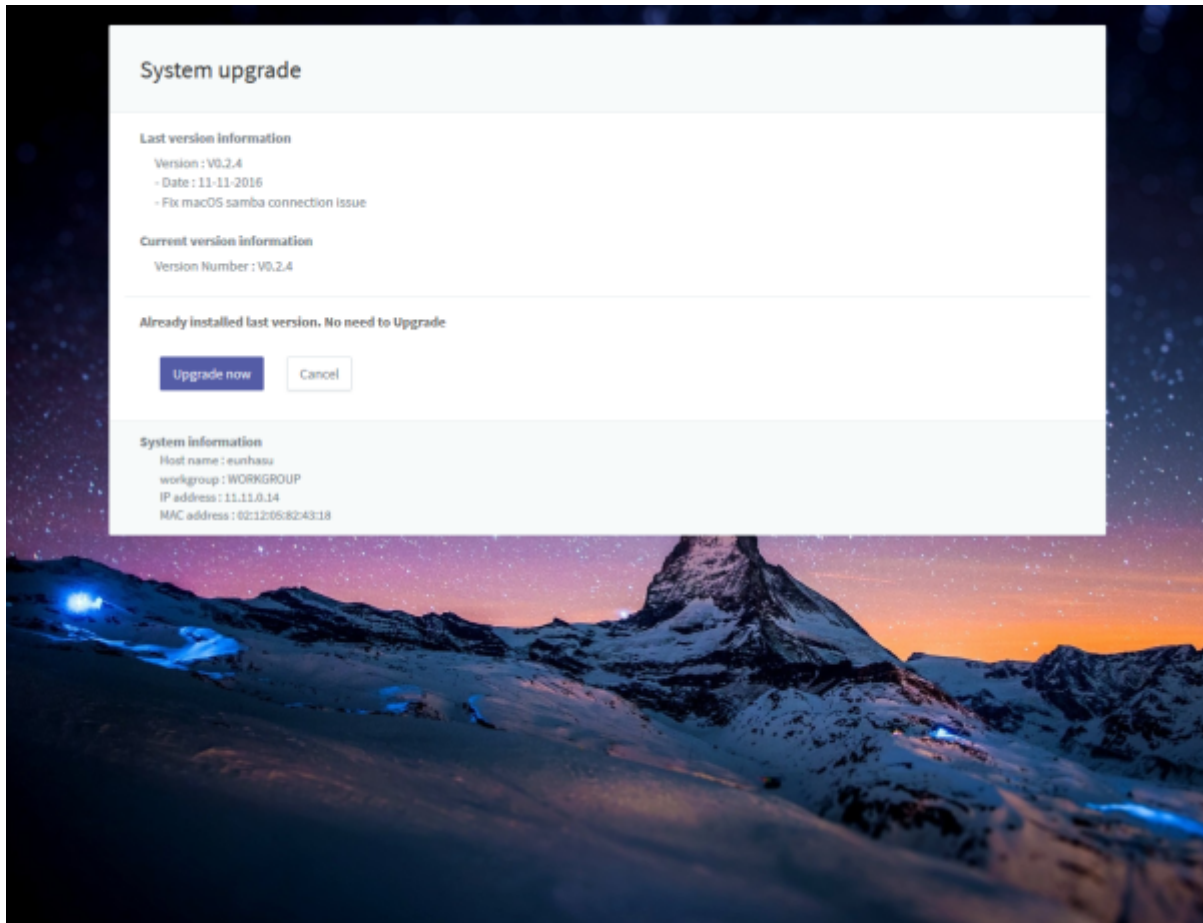 System upgrade
Last version information
Version : V0.2.4
- Date : 11-11-2016
- Fix macOS samba connection issue
Current version information
Version Number : V0.2.4
Already installed last version. No need to Upgrade
Upgrade now
Cancel
System information
Host name : eunhasu
workgroup : WORKGROUP
IP address : 11.11.0.14
MAC address : 02:12:05:82:43:18